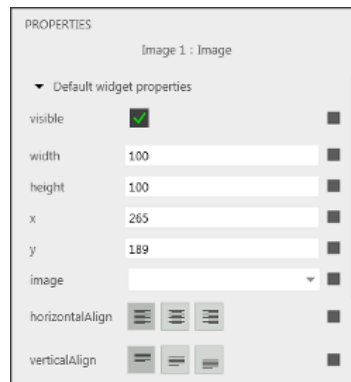 PROPERTIES
Image 1 : Image
Default widget properties
visible
width 100
height 100
x 265
y 189
image
horizontalAlign
verticalAlign